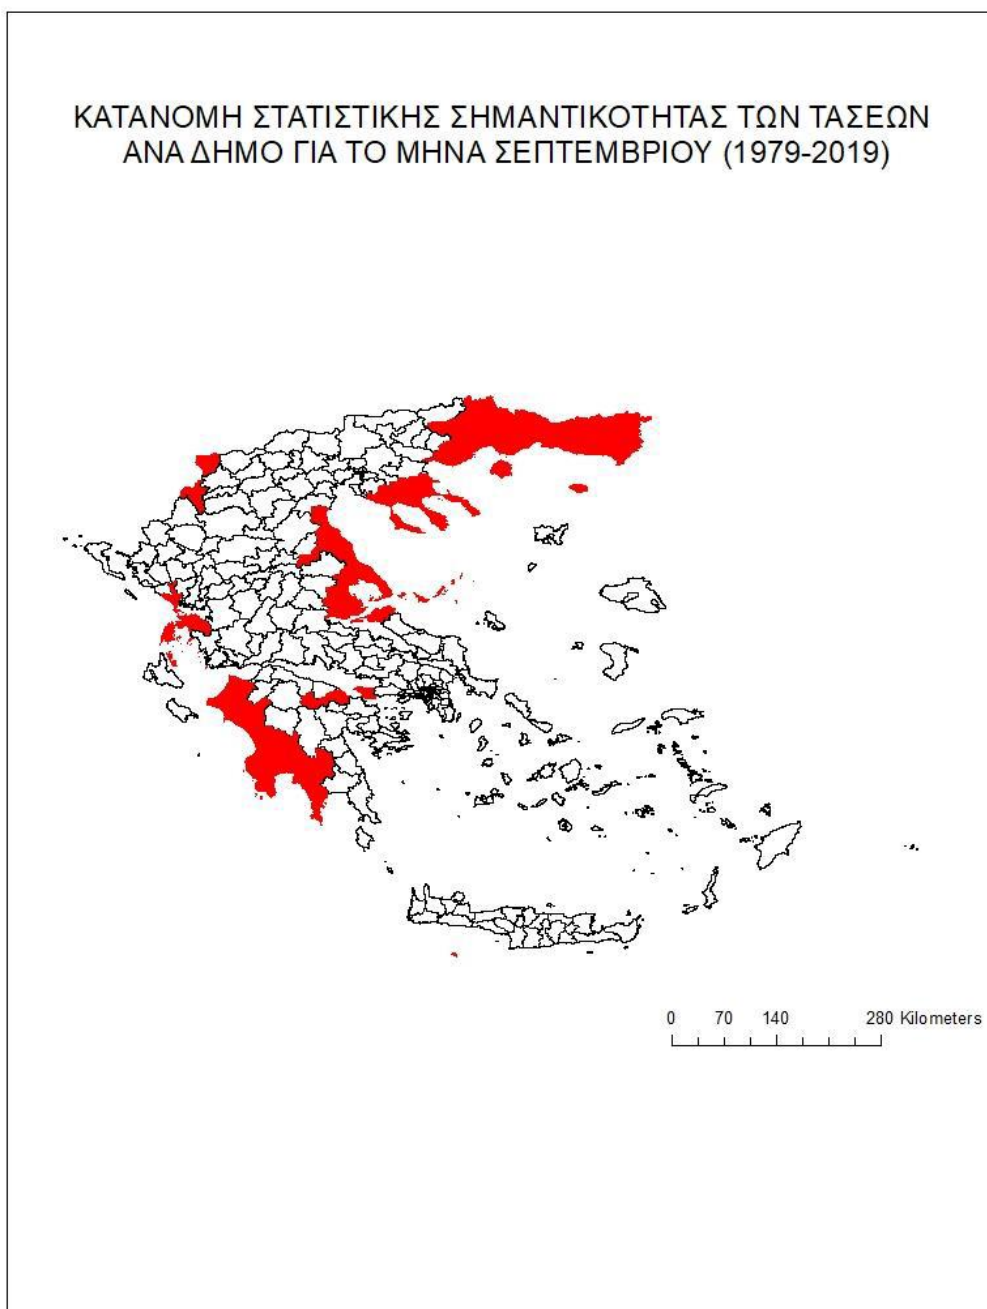 ΚΑΤΑΝΟΜΗ ΣΤΑΤΙΣΤΙΚΗΣ ΣΗΜΑΝΤΙΚΟΤΗΤΑΣ ΤΩΝ ΤΑΣΕΩΝ
ΑΝΑ ΔΗΜΟ ΓΙΑ ΤΟ ΜΗΝΑ ΣΕΠΤΕΜΒΡΙΟΥ (1979-2019)
0 70 140 280 Kilometers